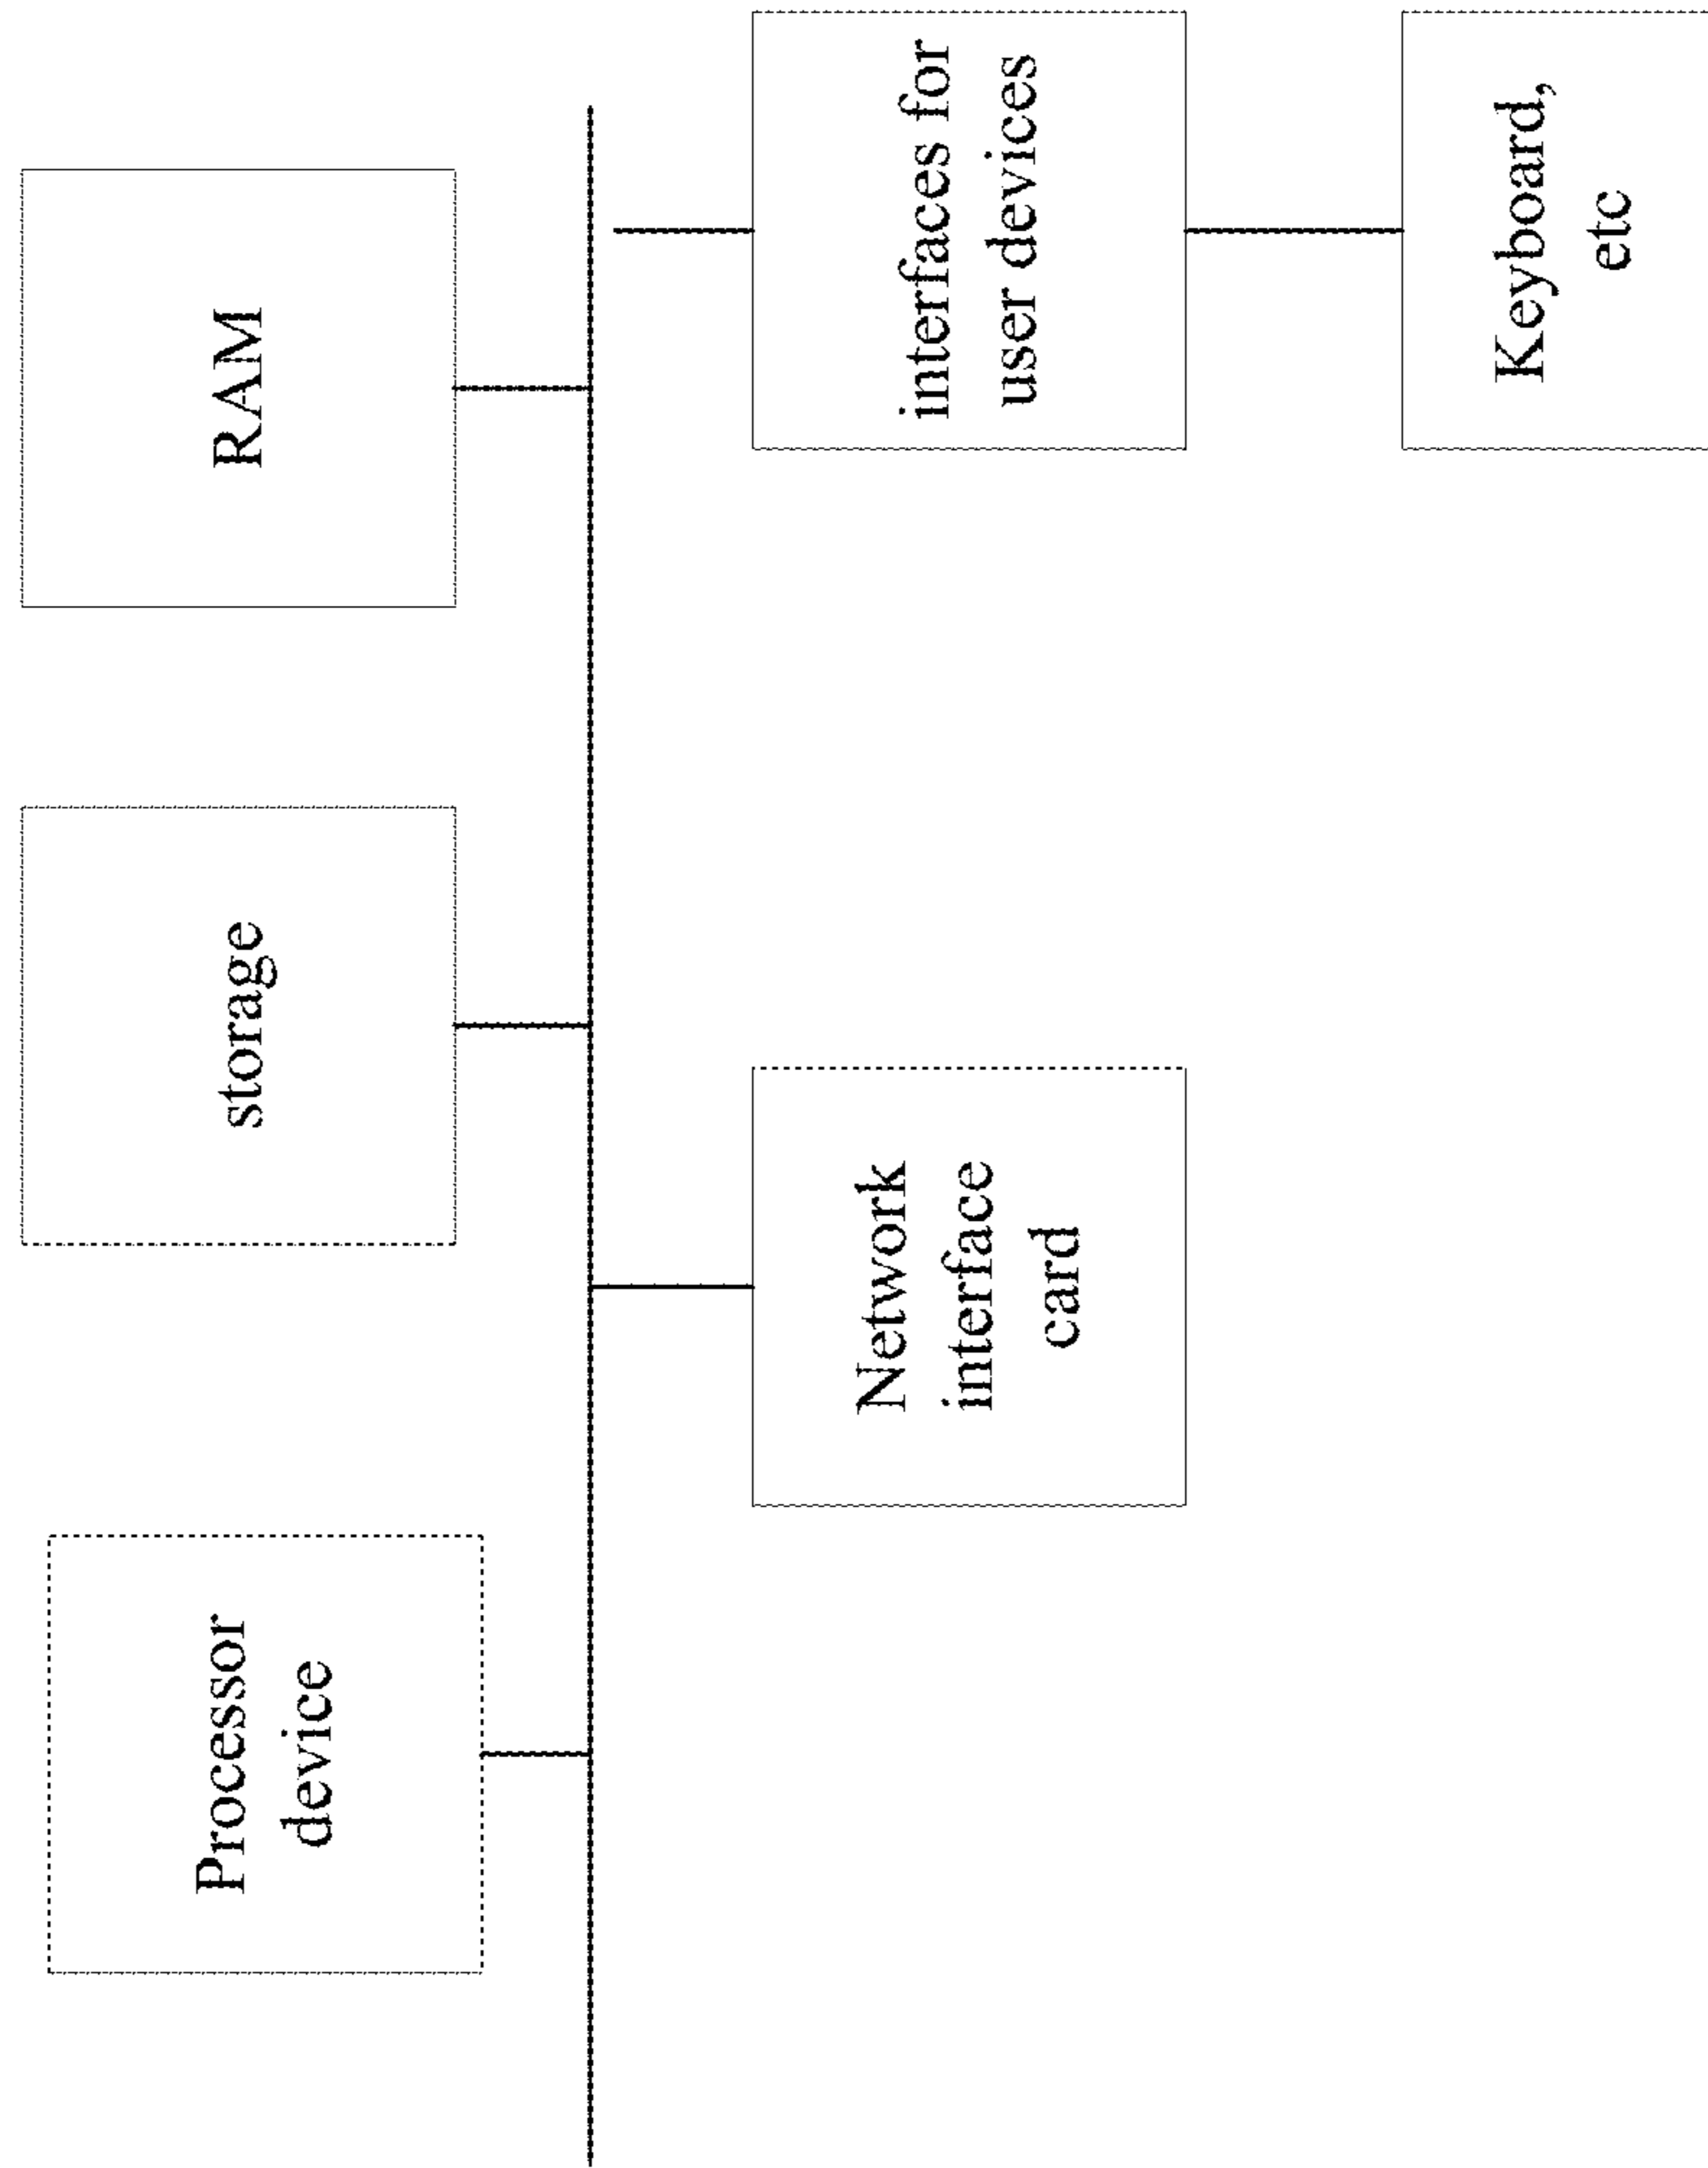 Processor
device
storage
RAM
Network
interface
card
interfaces for
user devices
Keyboard,
etc